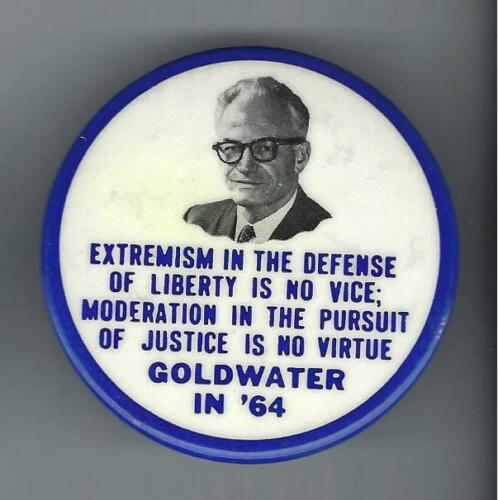 EXTREMISM IN THE DEFENSE
OF LIBERTY IS NO VICE;
MODERATION IN THE PURSUIT
OF JUSTICE IS NO VIRTUE
GOLDWATER
IN '64